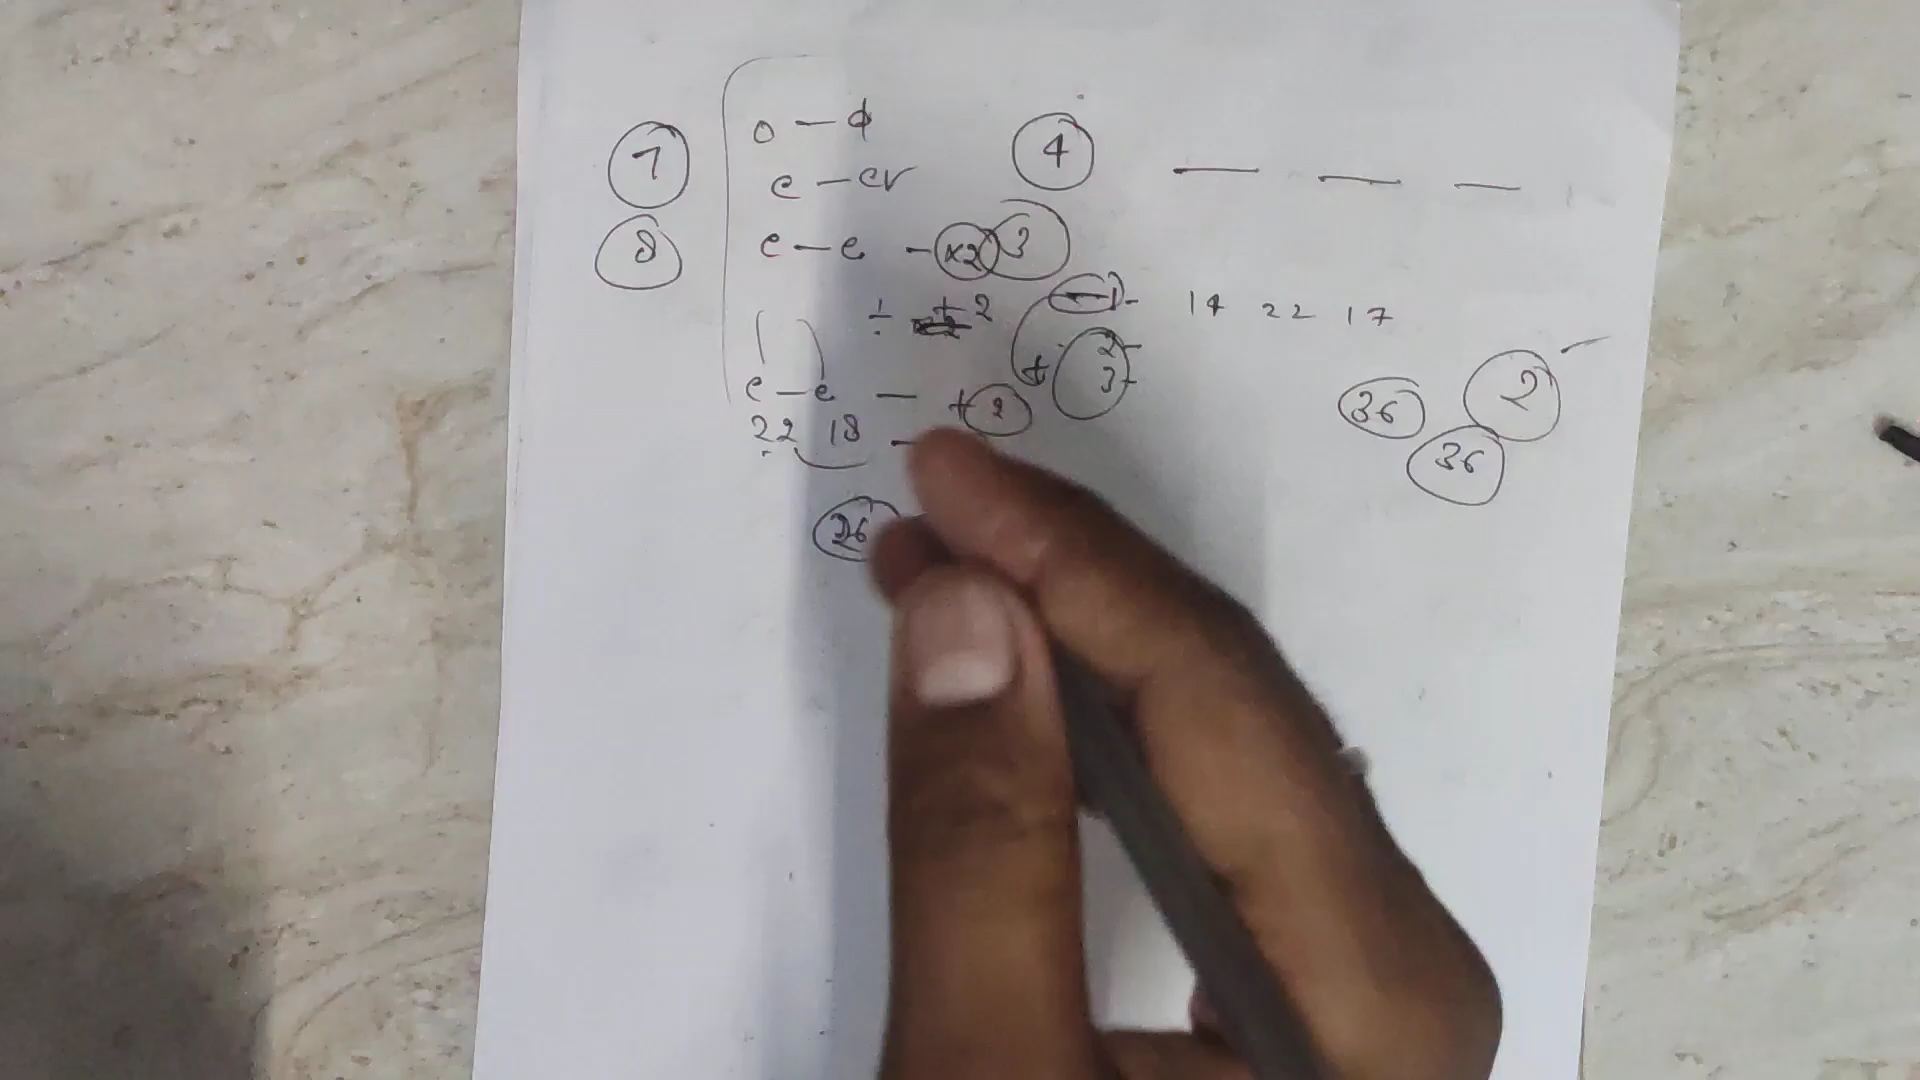 7
8
o — φ
e — er
e — e - ×2 3
÷ + 2
e — e — + 2
22 18 —
26
4 — — —
-1 - 14 22 17
2 -
+ 3 -
36 2
36